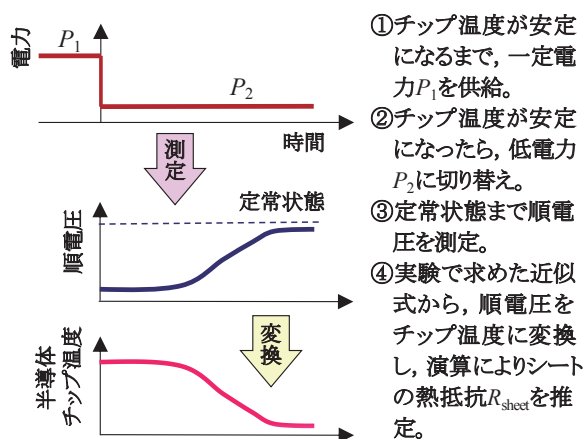 電力
P1
P2
時間
測定
定常状態
順電圧
変換
半導体
チップ温度
①チップ温度が安定
になるまで，一定電
力P1を供給。
②チップ温度が安定
になったら，低電力
P2に切り替え。
③定常状態まで順電
圧を測定。
④実験で求めた近似
式から，順電圧を
チップ温度に変換
し，演算によりシート
の熱抵抗Rsheetを推
定。